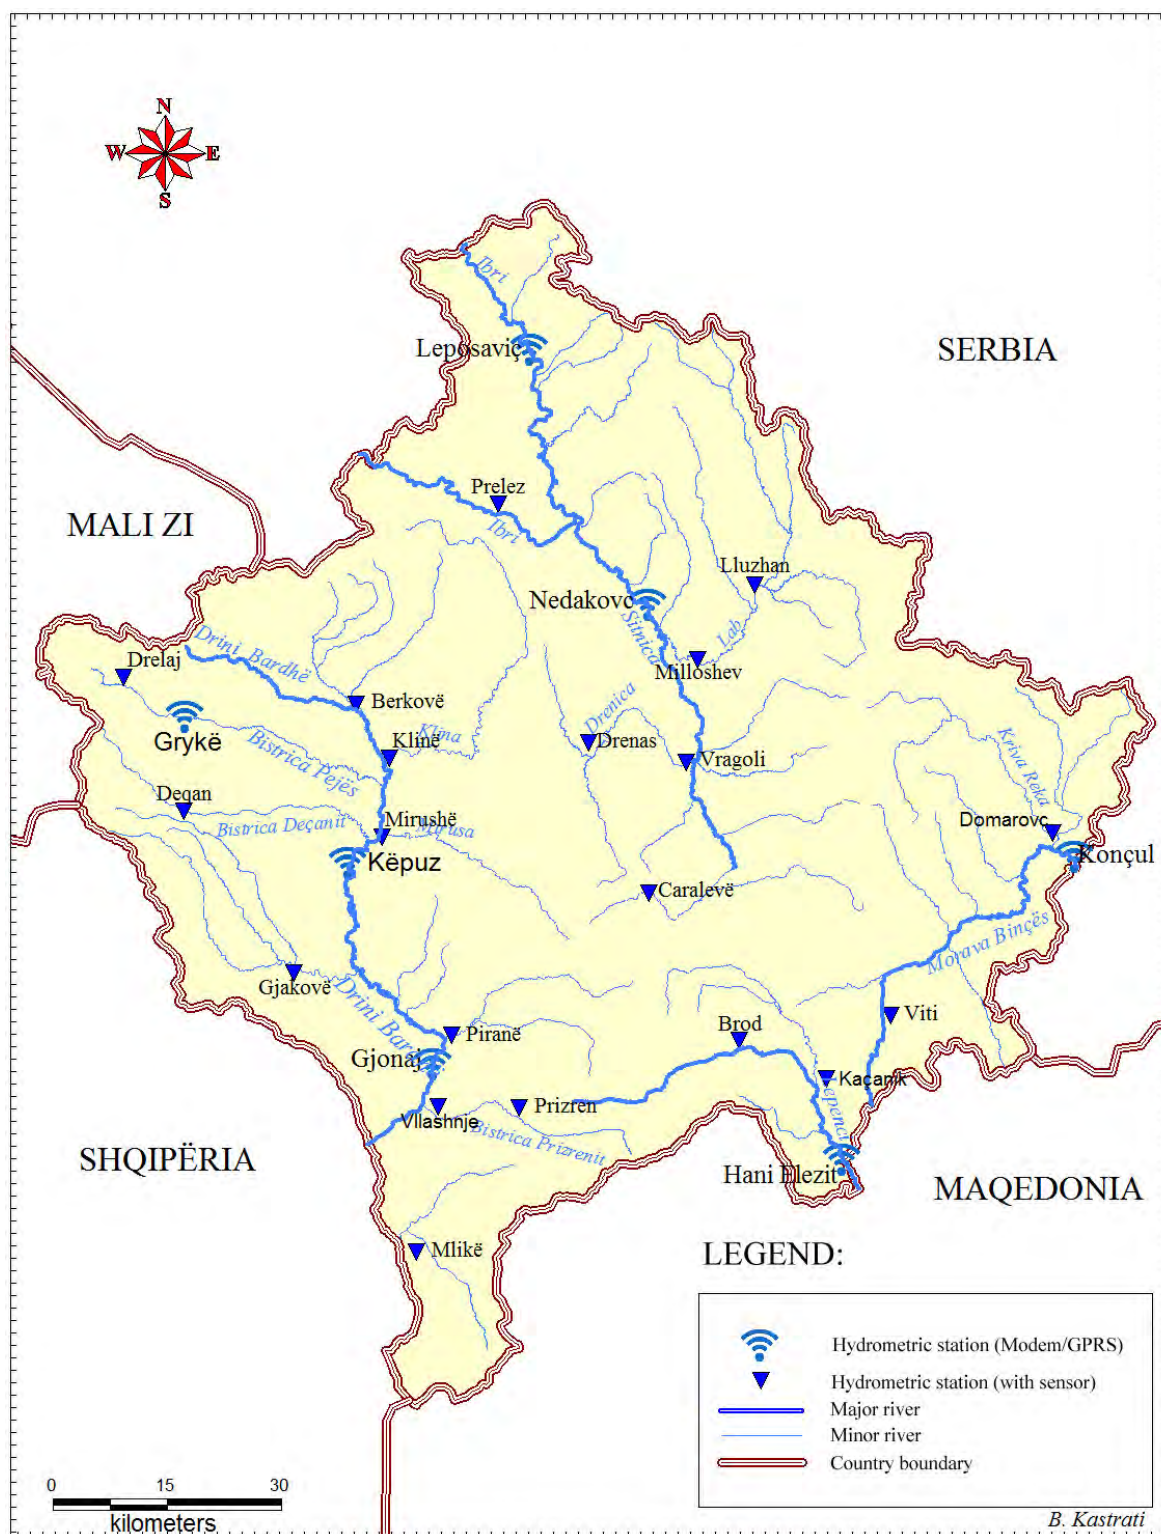 N
W E
S
Ibri
Leposaviç
SERBIA
Prelez
MALI ZI
Ibri
Lluzhan
Nedakovc
Sitnica
Lab
Drini Bardhë
Drelaj
Milloshev
Berkovë
Drenica
Grykë
Klina
Klinë
Drenas
Vragoli
Kriva Reka
Bistrica Pejës
Deçan
Mirushë
Domarovc
Bistrica Deçanit
Mirusa
Konçul
Këpuz
Caralevë
Morava Binçës
Gjakovë
Drini Bar
Viti
Piranë
Brod
Gjonaj
Kaçanik
Prizren
Vllashnje
Lepenci
Bistrica Prizrenit
SHQIPËRIA
Hani Elezit
MAQEDONIA
Mlikë
LEGEND:
Hydrometric station (Modem/GPRS)
Hydrometric station (with sensor)
Major river
Minor river
Country boundary
0 15 30
kilometers
B. Kastrati